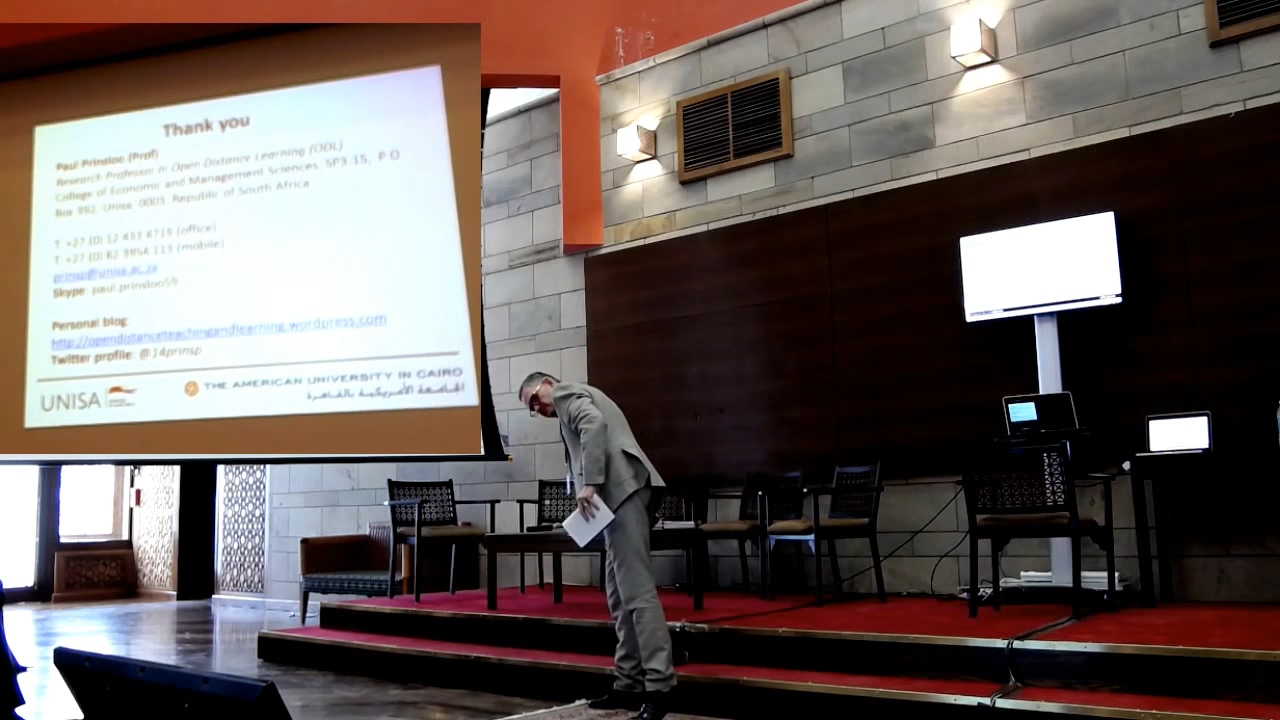 Thank you
Paul Prinsloo (Prof)
Research Professor in Open Distance Learning (ODL)
College of Economic and Management Sciences, SP3-15, P O
Box 392, Unisa, 0003, Republic of South Africa
T: +27 (0) 12 433 4719 (office)
T: +27 (0) 82 3954 113 (mobile)
prinsp@unisa.ac.za
Skype: paul.prinsloo59
Personal blog:
http://opendistanceteachingandlearning.wordpress.com
Twitter profile: @14prinsp
UNISA
THE AMERICAN UNIVERSITY IN CAIRO
الجامعة الأمريكية بالقاهرة